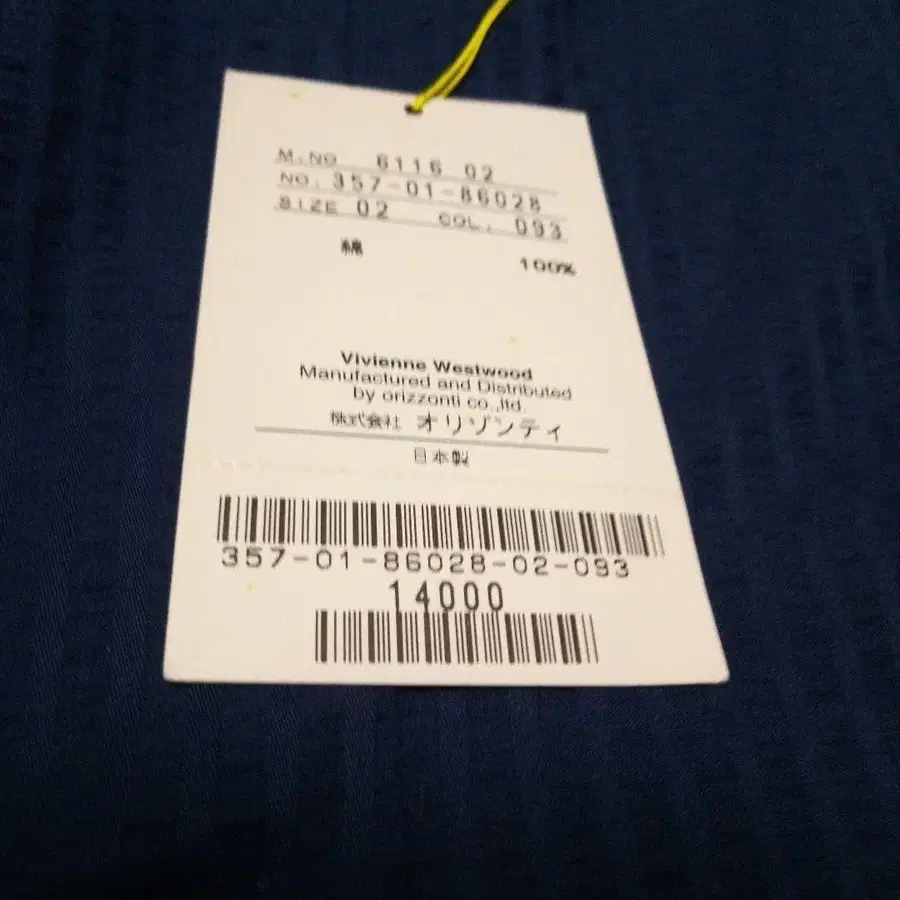 M.NO 6116 02
NO. 357-01-86028
SIZE 02 COL. 093
綿 100%
Vivienne Westwood
Manufactured and Distributed
by orizzonti co.,ltd.
株式会社 オリゾンティ
日本製
357-01-86028-02-093
14000